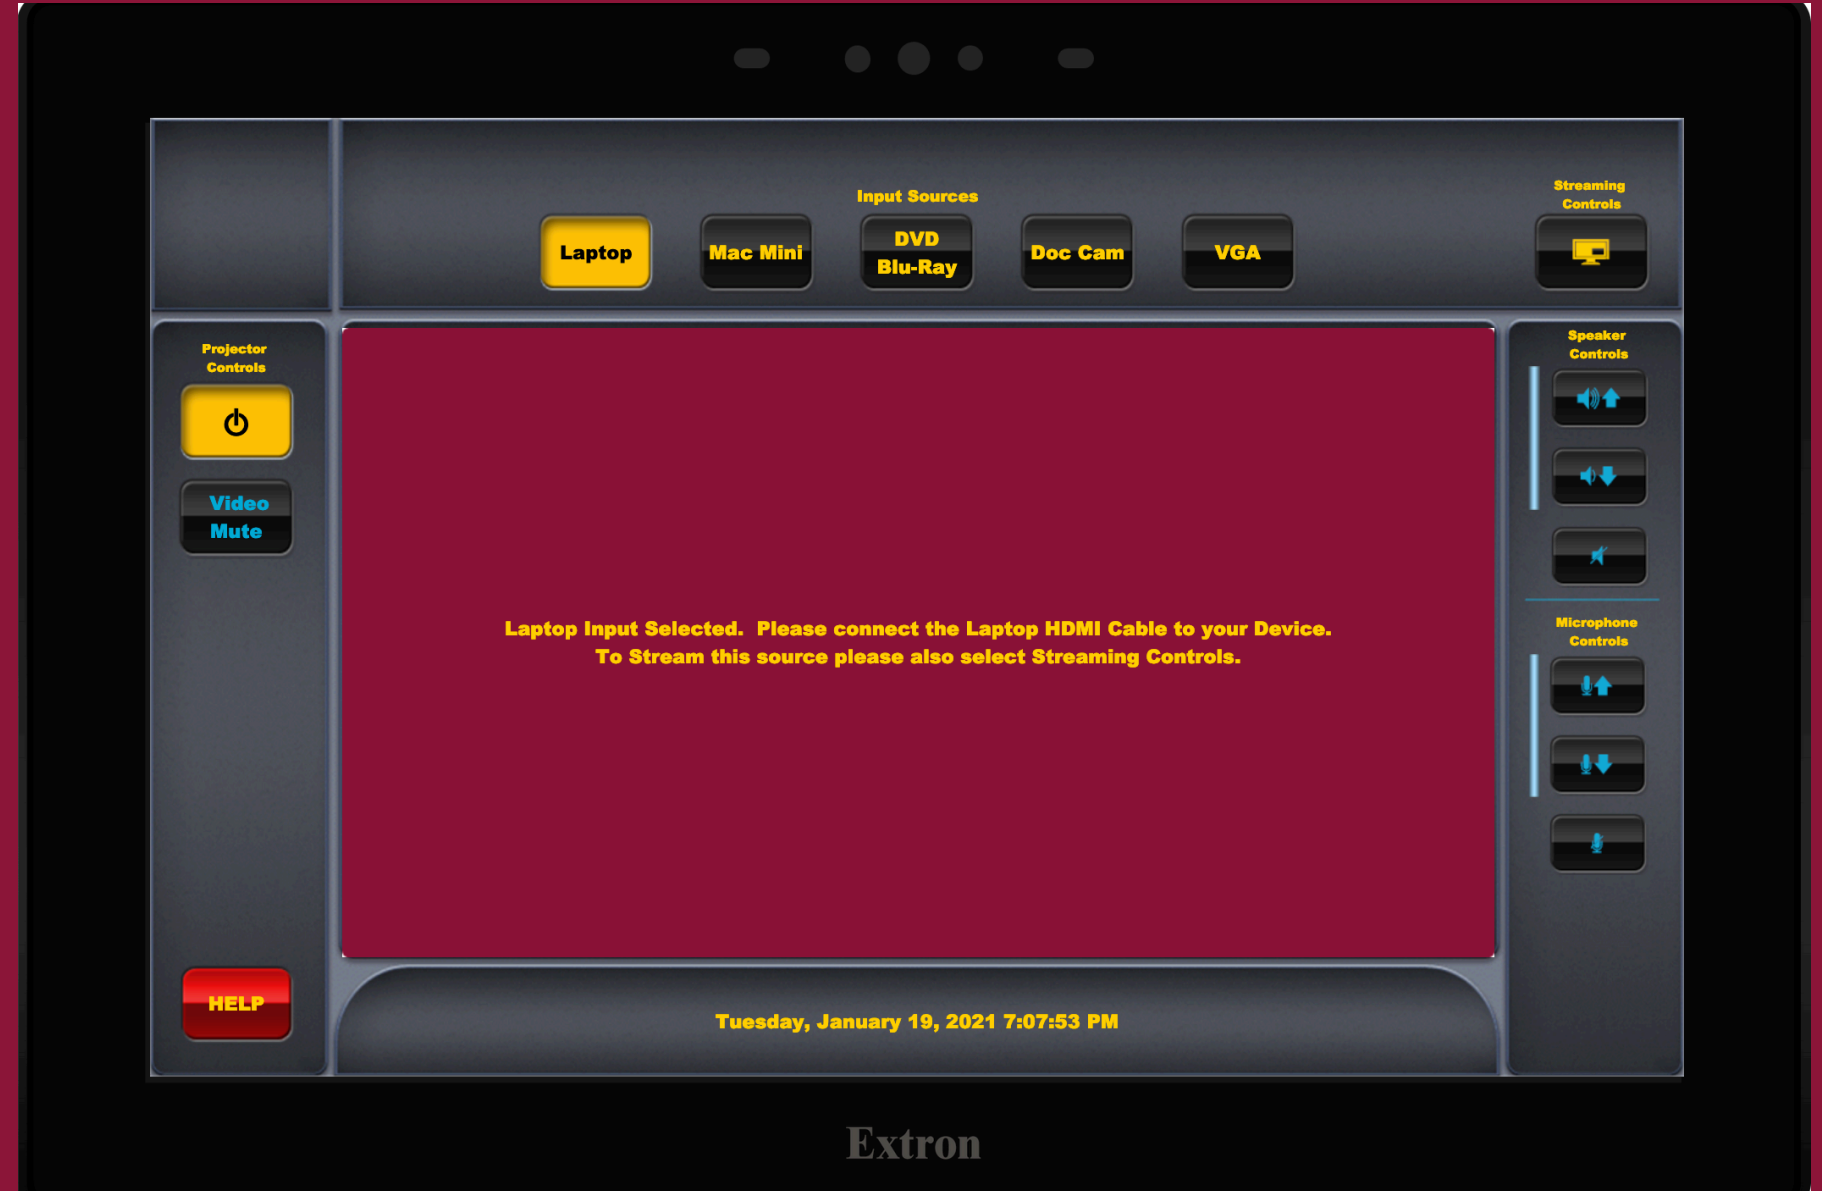 Input Sources
Streaming
Controls
Laptop
Mac Mini
DVD
Blu-Ray
Doc Cam
VGA
Projector
Controls
Video
Mute
HELP
Laptop Input Selected.  Please connect the Laptop HDMI Cable to your Device.
To Stream this source please also select Streaming Controls.
Speaker
Controls
Microphone
Controls
Tuesday, January 19, 2021 7:07:53 PM
Extron